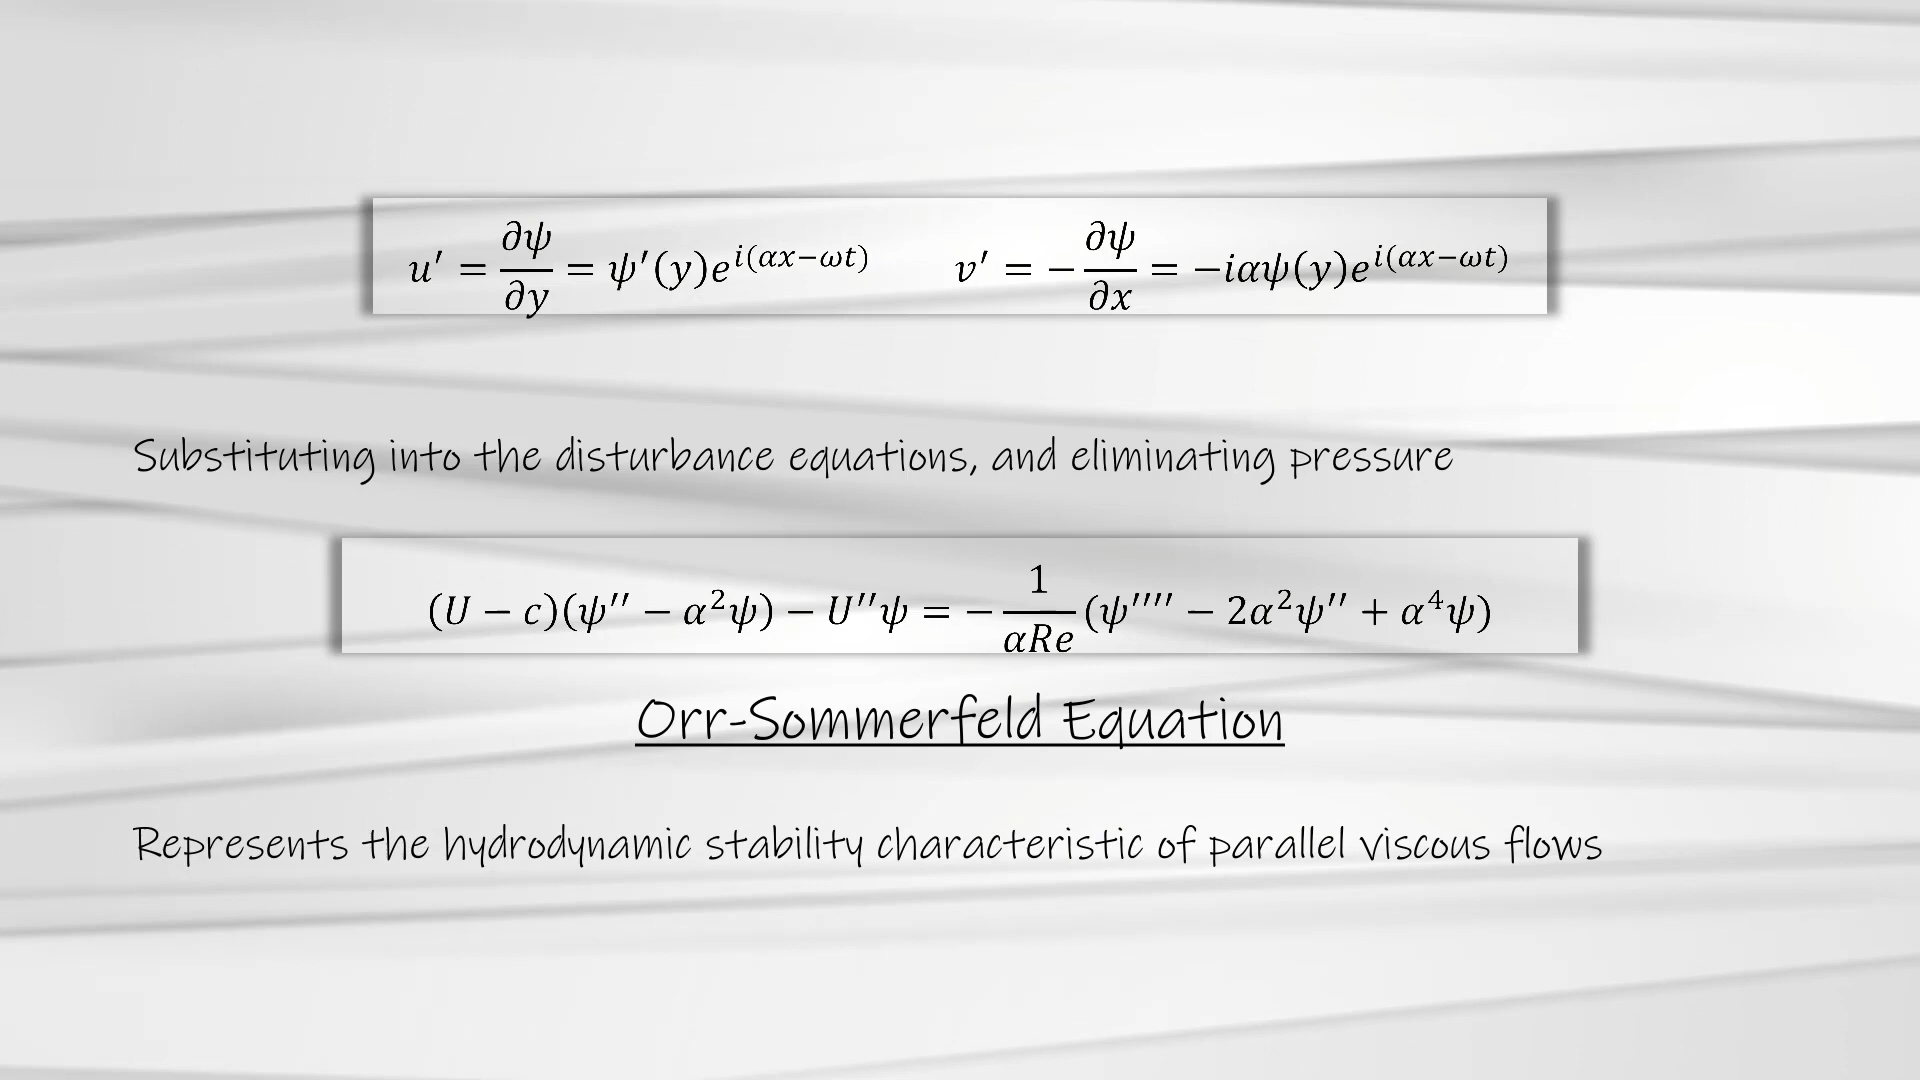 u′ = ∂ψ/∂y = ψ′(y)e^{i(αx−ωt)}    v′ = −∂ψ/∂x = −iαψ(y)e^{i(αx−ωt)}
Substituting into the disturbance equations, and eliminating pressure
(U − c)(ψ′′ − α²ψ) − U′′ψ = −1/αRe (ψ′′′′ − 2α²ψ′′ + α⁴ψ)
Orr-Sommerfeld Equation
Represents the hydrodynamic stability characteristic of parallel viscous flows